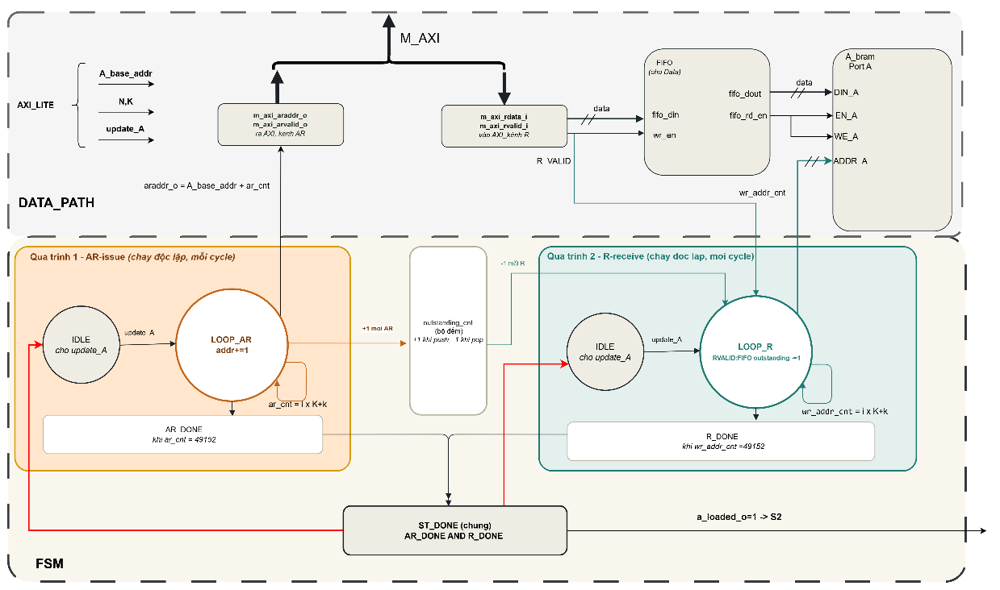 M_AXI
AXI_LITE
A_base_addr
N,K
update_A
m_axi_araddr_o
m_axi_arvalid_o
ra AXI, kênh AR
m_axi_rdata_i
m_axi_rvalid_i
vào AXI_kênh R
data
R_VALID
FIFO
(cho Data)
fifo_dout
fifo_din
fifo_rd_en
wr_en
data
A_bram
Port A
DIN_A
EN_A
WE_A
ADDR_A
araddr_o = A_base_addr + ar_cnt
wr_addr_cnt
DATA_PATH
Qua trình 1 - AR-issue (chay độc lập, mỗi cycle)
IDLE
cho update_A
update_A
LOOP_AR
addr+=1
ar_cnt = i x K+k
AR_DONE
khi ar_cnt = 49152
+1 moi AR
outstanding_cnt
(bộ đếm)
+1 khi push, 1 khi pop
-1 mỗi R
Qua trình 2 - R-receive (chay doc lap, moi cycle)
IDLE
cho update_A
update_A
LOOP_R
RVALID:FIFO outstanding -=1
wr_addr_cnt = i x K+k
R_DONE
khi wr_addr_cnt =49152
ST_DONE (chung)
AR_DONE AND R_DONE
a_loaded_o=1 -> S2
FSM